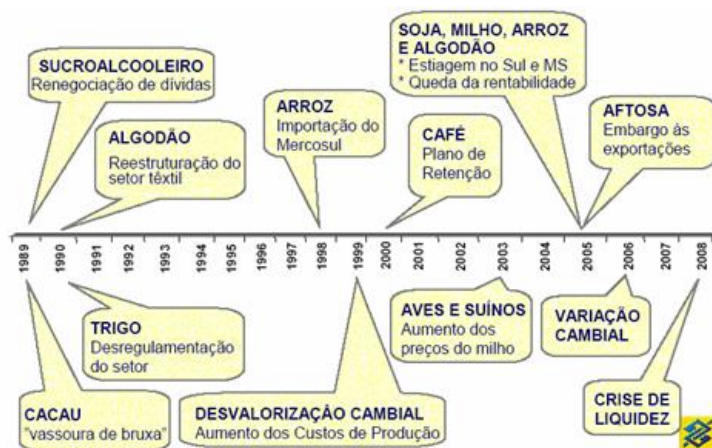 SUCROALCOOLEIRO
Renegociação de dívidas
ALGODÃO
Reestruturação do
setor têxtil
ARROZ
Importação do
Mercosul
CAFÉ
Plano de
Retenção
SOJA, MILHO, ARROZ
E ALGODÃO
* Estiagem no Sul e MS
* Queda da rentabilidade
AFTOSA
Embargo às
exportações
1989 1990 1991 1992 1993 1994 1995 1996 1997 1998 1999 2000 2001 2002 2003 2004 2005 2006 2007 2008
TRIGO
Desregulamentação
do setor
CACAU
"vassoura de bruxa"
DESVALORIZAÇÃO CAMBIAL
Aumento dos Custos de Produção
AVES E SUÍNOS
Aumento dos
preços do milho
VARIAÇÃO
CAMBIAL
CRISE DE
LIQUIDEZ